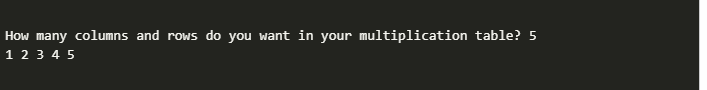 How many columns and rows do you want in your multiplication table? 5
1 2 3 4 5